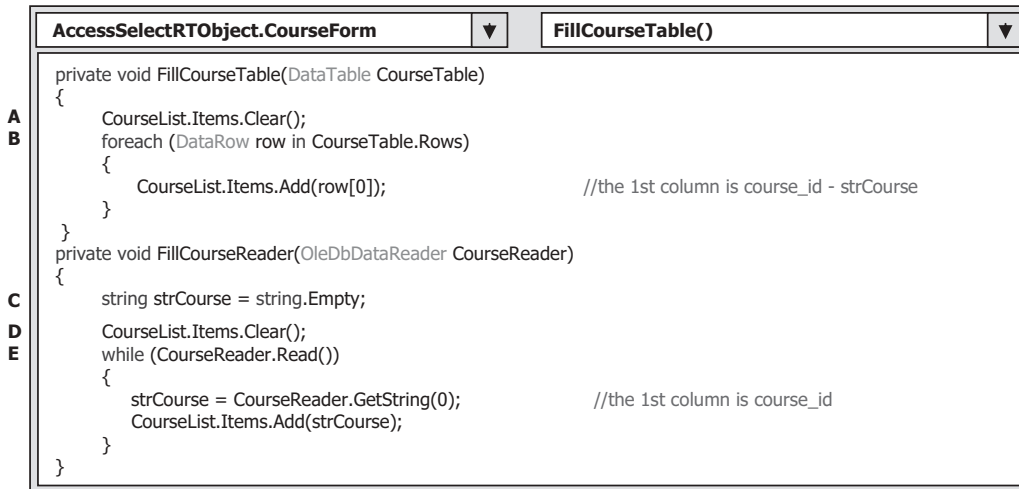 AccessSelectRTObject.CourseForm ▼ FillCourseTable() ▼
private void FillCourseTable(DataTable CourseTable)
{
A CourseList.Items.Clear();
B foreach (DataRow row in CourseTable.Rows)
{
CourseList.Items.Add(row[0]); //the 1st column is course_id - strCourse
}
}
private void FillCourseReader(OleDbDataReader CourseReader)
{
C string strCourse = string.Empty;
D CourseList.Items.Clear();
E while (CourseReader.Read())
{
strCourse = CourseReader.GetString(0); //the 1st column is course_id
CourseList.Items.Add(strCourse);
}
}